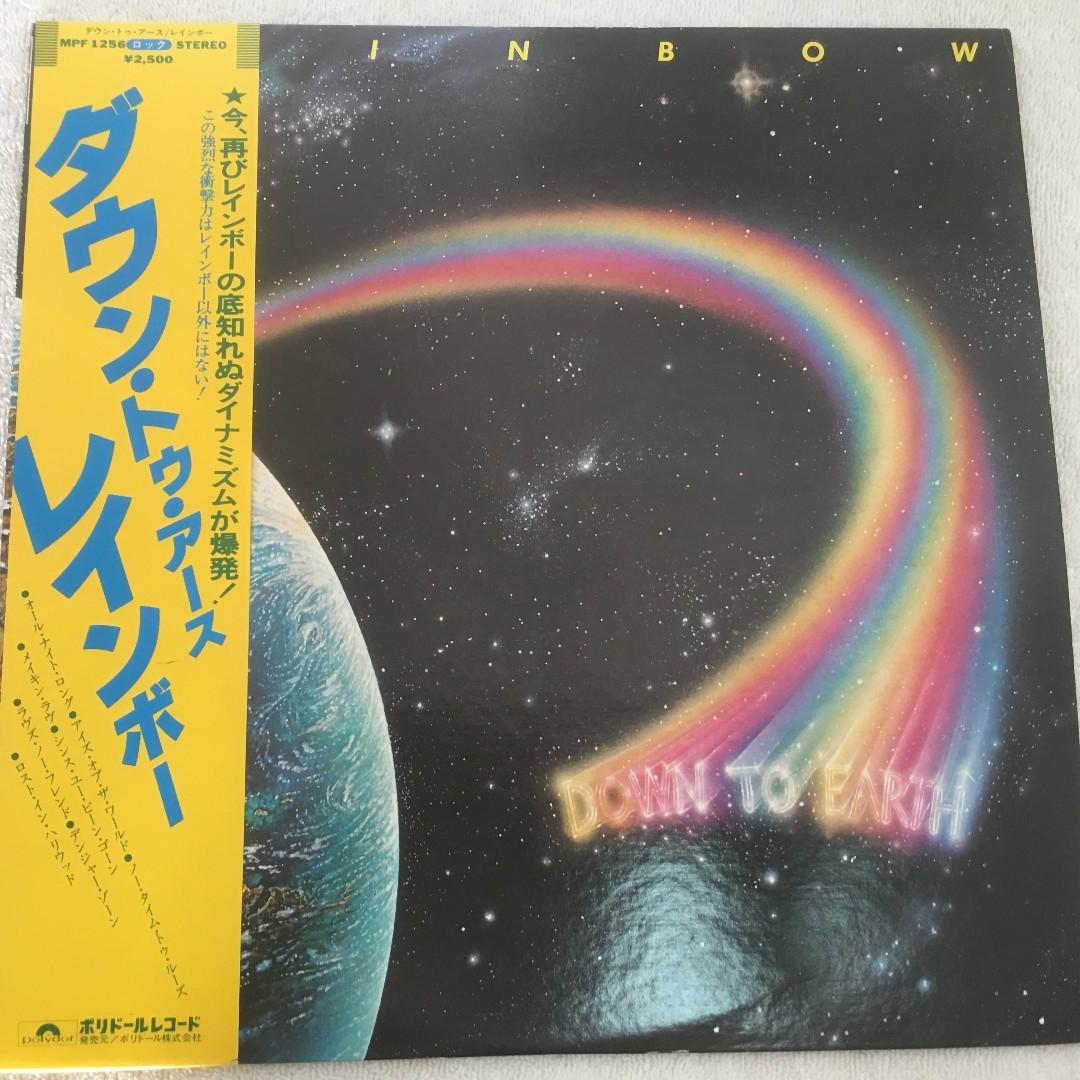 ダウン・トゥ・アース/レインボー
MPF 1256 ロック STEREO
¥2,500
★今、再びレインボーの底知れぬダイナミズムが爆発!
この強烈な衝撃力はレインボー以外にはない!
ダウン・トゥ・アース
レインボー
●オール・ナイト・ロング●アイズ・オブ・ザ・ワールド●ノー・タイム・トゥ・ルーズ
●メイキン・ラヴ●シンス・ユー・ビーン・ゴーン
●ラヴズ・ノー・フレンド●デンジャー・ゾーン
●ロスト・イン・ハリウッド
polydor
ポリドールレコード
発売元/ポリドール株式会社
INBOW
DOWN TO EARTH